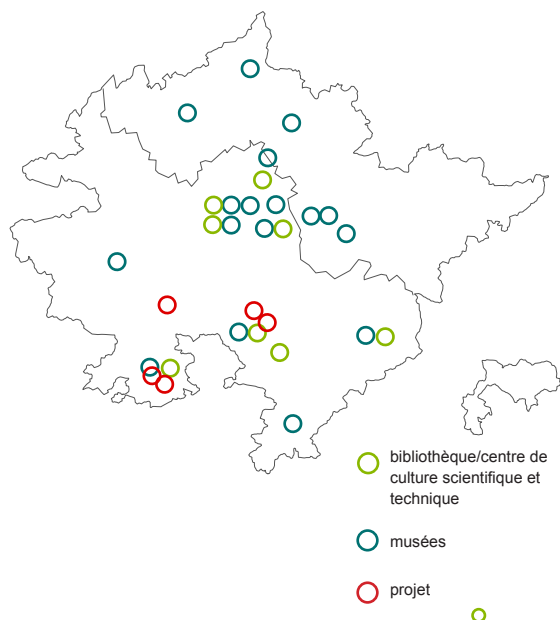 bibliothèque/centre de
culture scientifique et
technique
musées
projet